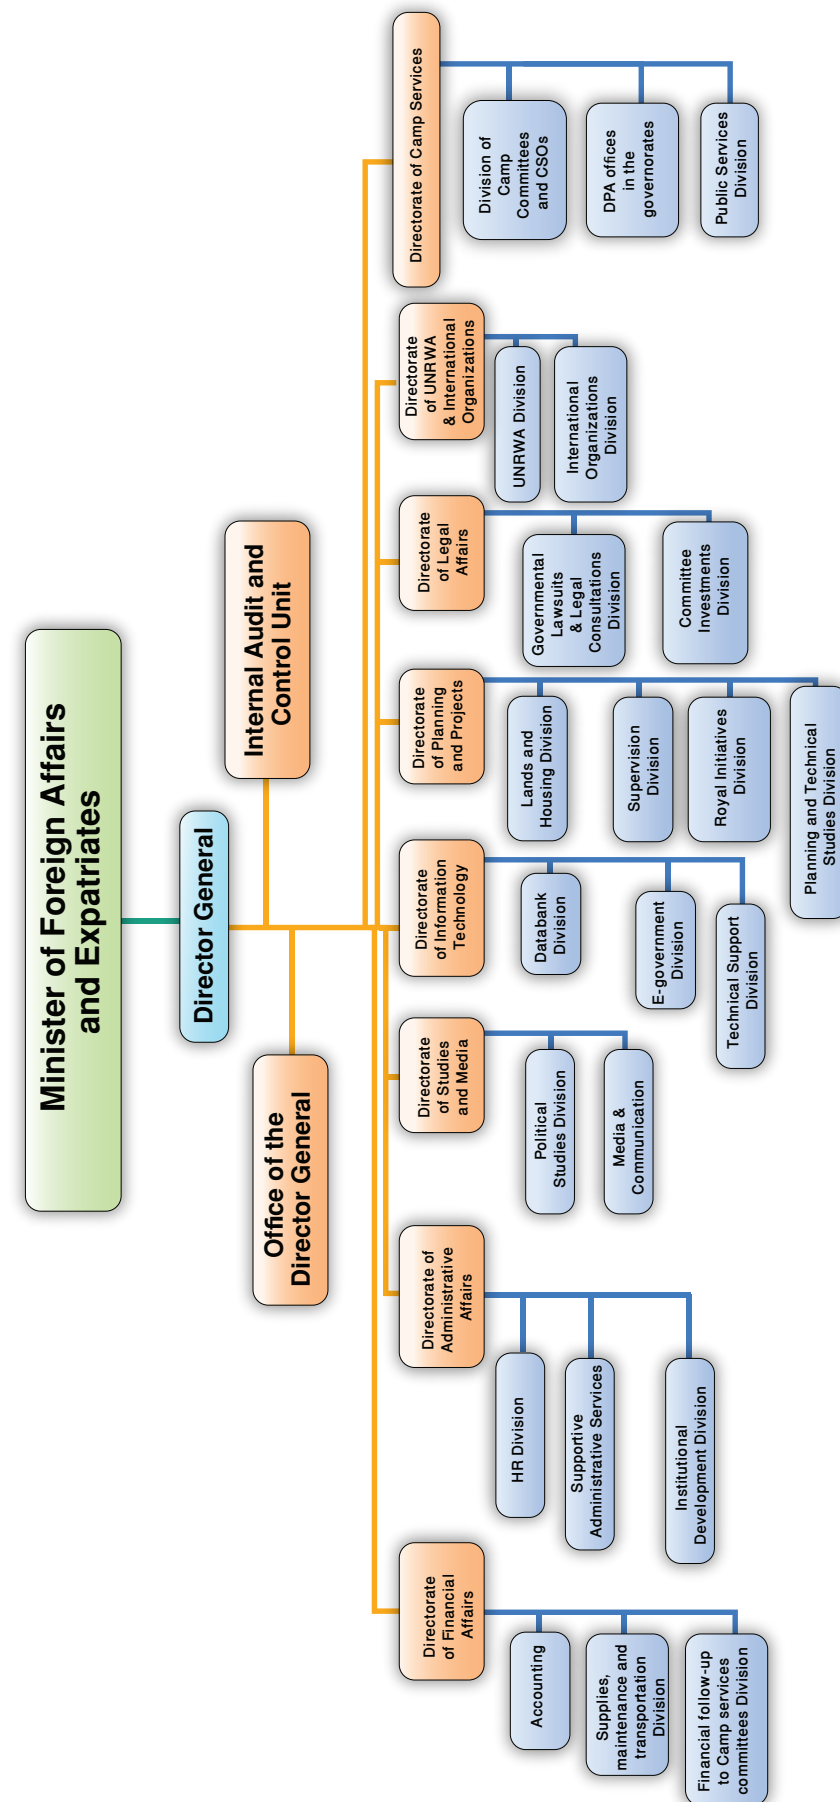 Minister of Foreign Affairs
and Expatriates
Director General
Office of the
Director General
Internal Audit and
Control Unit
Directorate
of Financial
Affairs
Accounting
Supplies,
maintenance and
transportation
Division
Financial follow-up
to Camp services
committees Division
Directorate of
Administrative
Affairs
HR Division
Supportive
Administrative Services
Institutional
Development Division
Directorate
of Studies
and Media
Political
Studies Division
Media &
Communication
Directorate
of Information
Technology
Databank
Division
E-government
Division
Technical Support
Division
Directorate
of Planning
and Projects
Lands and
Housing Division
Supervision
Division
Royal Initiatives
Division
Planning and Technical
Studies Division
Directorate
of Legal
Affairs
Governmental
Lawsuits
& Legal
Consultations
Division
Committee
Investments
Division
Directorate
of UNRWA
& International
Organizations
UNRWA Division
International
Organizations
Division
Directorate of Camp Services
Division of
Camp
Committees
and CSOs
DPA offices
in the
governorates
Public Services
Division